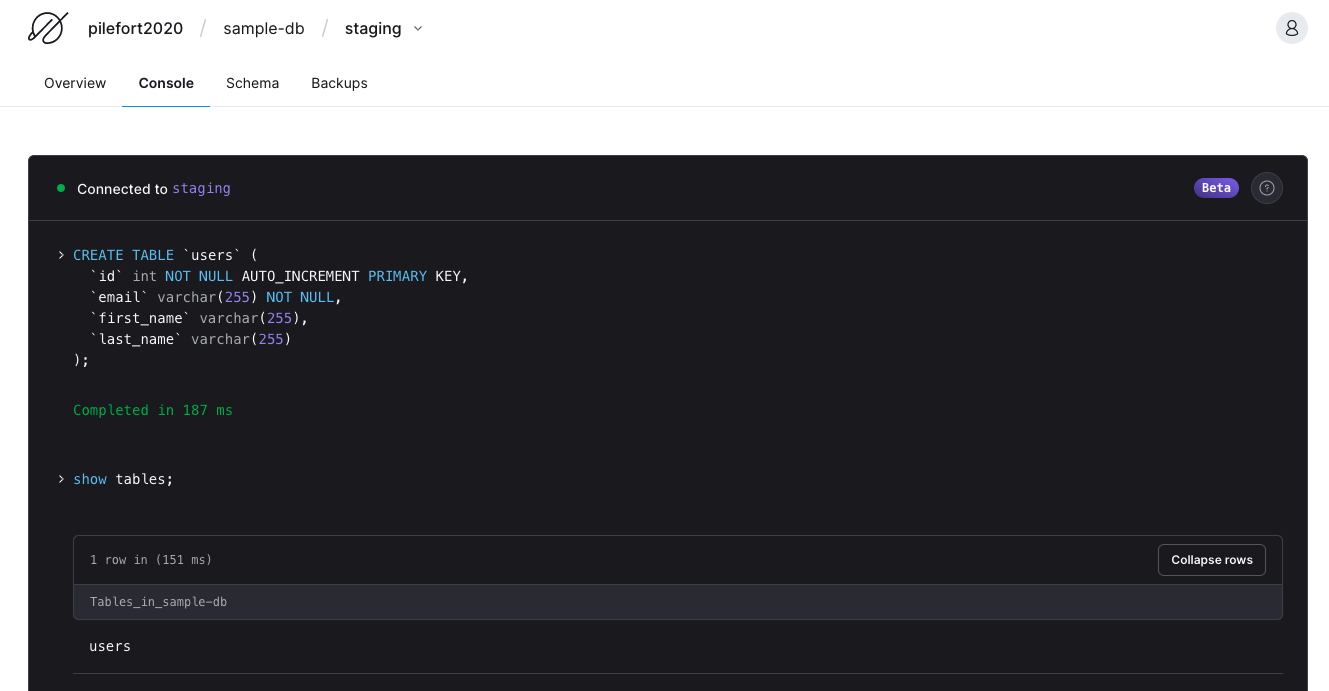 pilefort2020 / sample-db / staging
Overview Console Schema Backups
Connected to staging Beta ?
> CREATE TABLE `users` (
`id` int NOT NULL AUTO_INCREMENT PRIMARY KEY,
`email` varchar(255) NOT NULL,
`first_name` varchar(255),
`last_name` varchar(255)
);
Completed in 187 ms
> show tables;
1 row in (151 ms) Collapse rows
Tables_in_sample-db
users